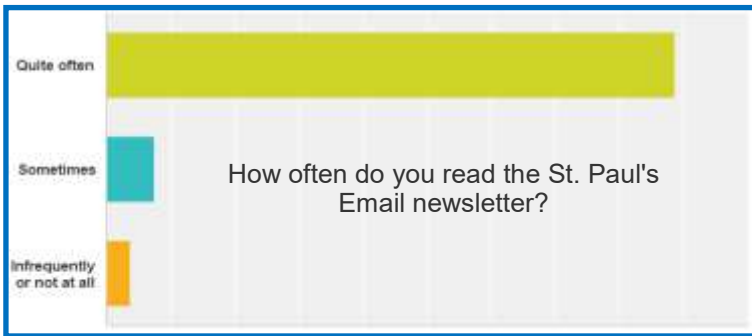 Quite often
Sometimes
How often do you read the St. Paul's
Email newsletter?
Infrequently
or not at all